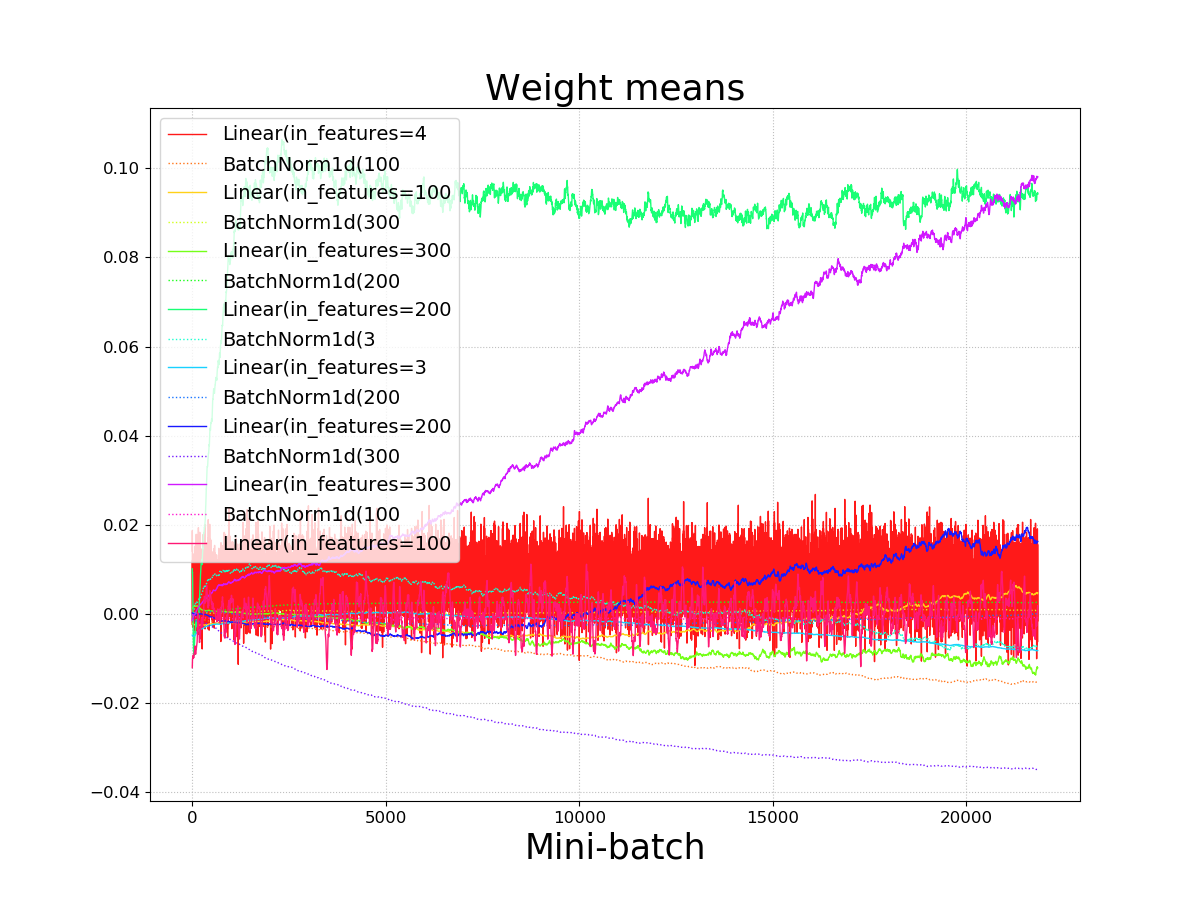 Weight means
Linear(in_features=4
BatchNorm1d(100
Linear(in_features=100
BatchNorm1d(300
Linear(in_features=300
BatchNorm1d(200
Linear(in_features=200
BatchNorm1d(3
Linear(in_features=3
BatchNorm1d(200
Linear(in_features=200
BatchNorm1d(300
Linear(in_features=300
BatchNorm1d(100
Linear(in_features=100
0.10
0.08
0.06
0.04
0.02
0.00
−0.02
−0.04
0 5000 10000 15000 20000
Mini-batch